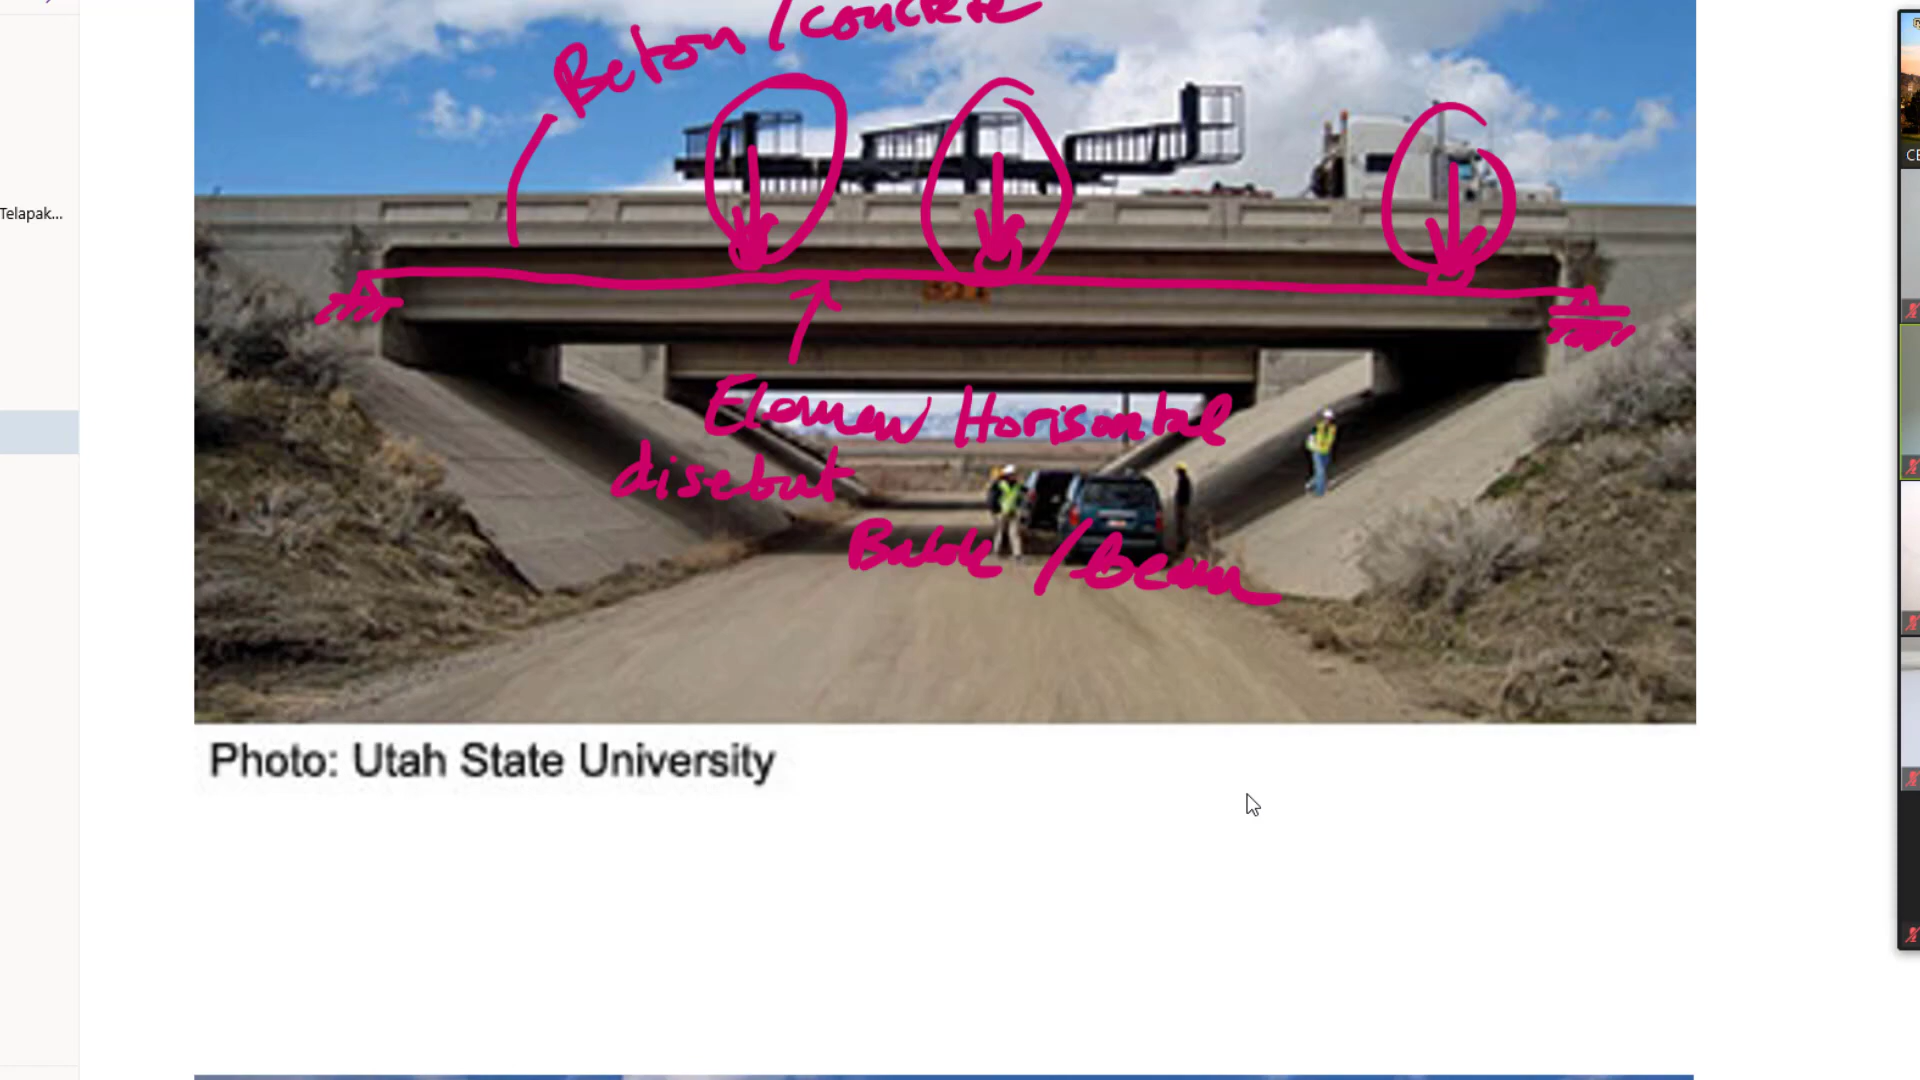 Beton / concrete
Telapak...
Elemen Horisontal
disebut
Balok / beam
Photo: Utah State University